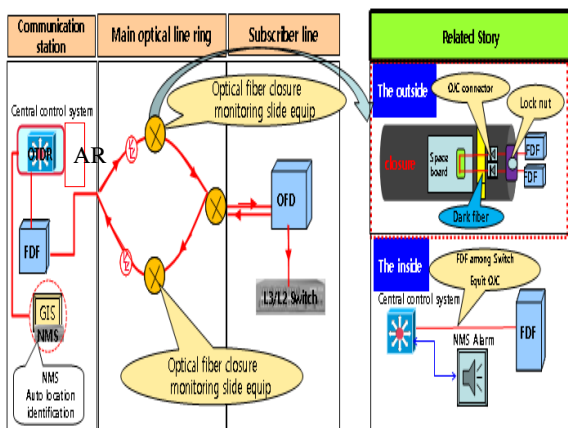 Communication
station
Main optical line ring
Subscriber line
Related Story
Central control system
OTDR
AR
FDF
GIS
NMS
NMS
Auto location
identification
Optical fiber closure
monitoring slide equip
OFD
L3/L2 Switch
Optical fiber closure
monitoring slide equip
The outside
OJC connector
Lock nut
closure
Space
board
FDF
FDF
Dark fiber
The inside
FDF among Switch
Equit OJC
Central control system
FDF
NMS Alarm